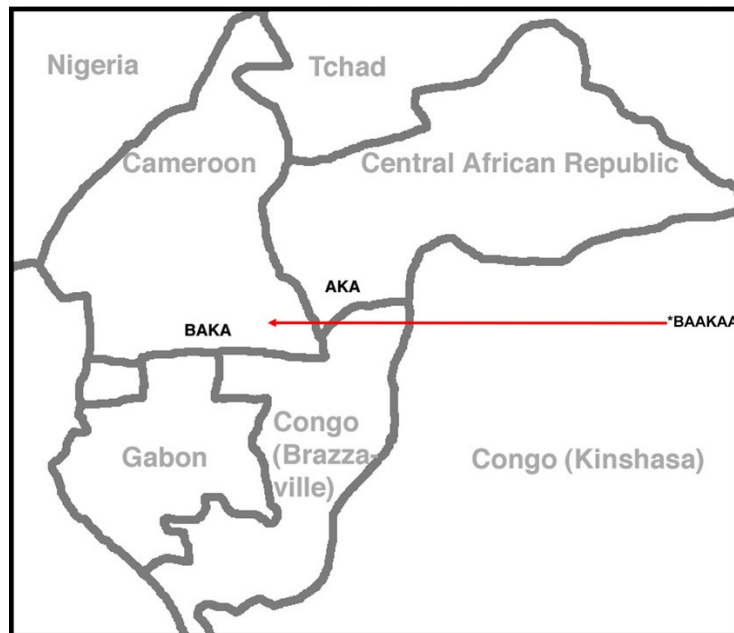 Nigeria
Tchad
Cameroon
Central African Republic
AKA
BAKA
*BAAKAA
Congo
(Brazza-
ville)
Gabon
Congo (Kinshasa)